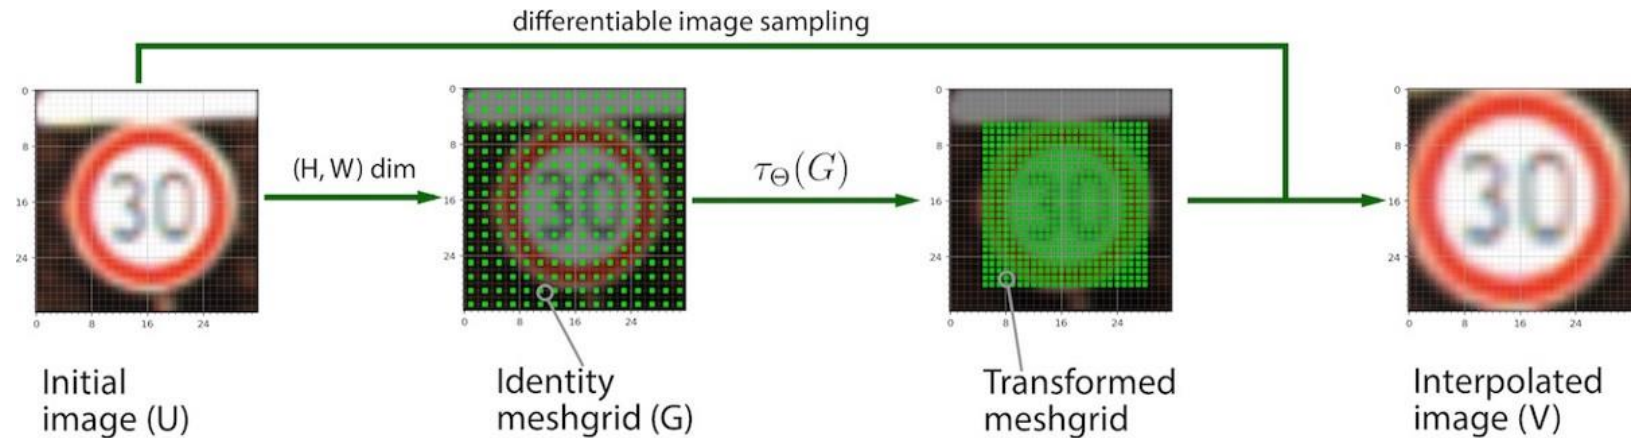 differentiable image sampling
(H, W) dim
τ_Θ(G)
0
8
16
24
0 8 16 24
30
0
8
16
24
0 8 16 24
30
0
8
16
24
0 8 16 24
30
0
8
16
24
0 8 16 24
30
Initial
image (U)
Identity
meshgrid (G)
Transformed
meshgrid
Interpolated
image (V)